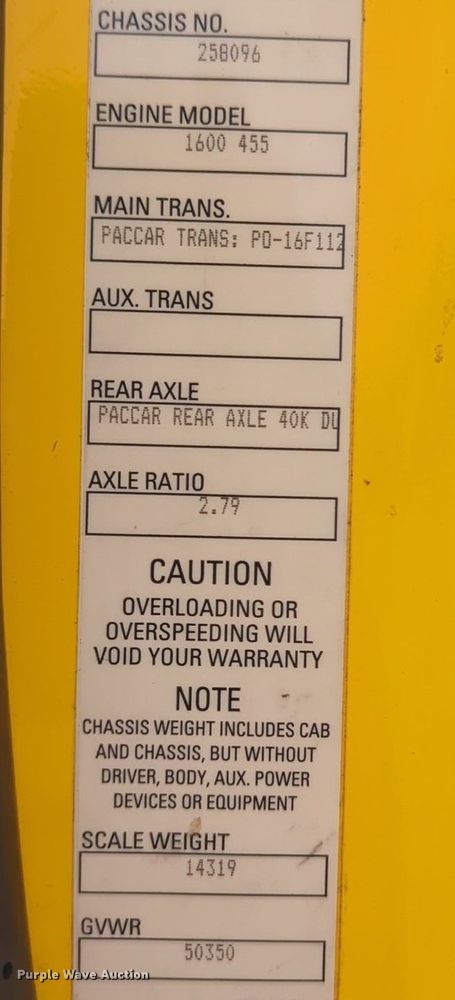 CHASSIS NO.
258096
ENGINE MODEL
1600 455
MAIN TRANS.
PACCAR TRANS: PO-16F112
AUX. TRANS
REAR AXLE
PACCAR REAR AXLE 40K DU
AXLE RATIO
2.79
CAUTION
OVERLOADING OR
OVERSPEEDING WILL
VOID YOUR WARRANTY
NOTE
CHASSIS WEIGHT INCLUDES CAB
AND CHASSIS, BUT WITHOUT
DRIVER, BODY, AUX. POWER
DEVICES OR EQUIPMENT
SCALE WEIGHT
14319
GVWR
50350
Purple Wave Auction